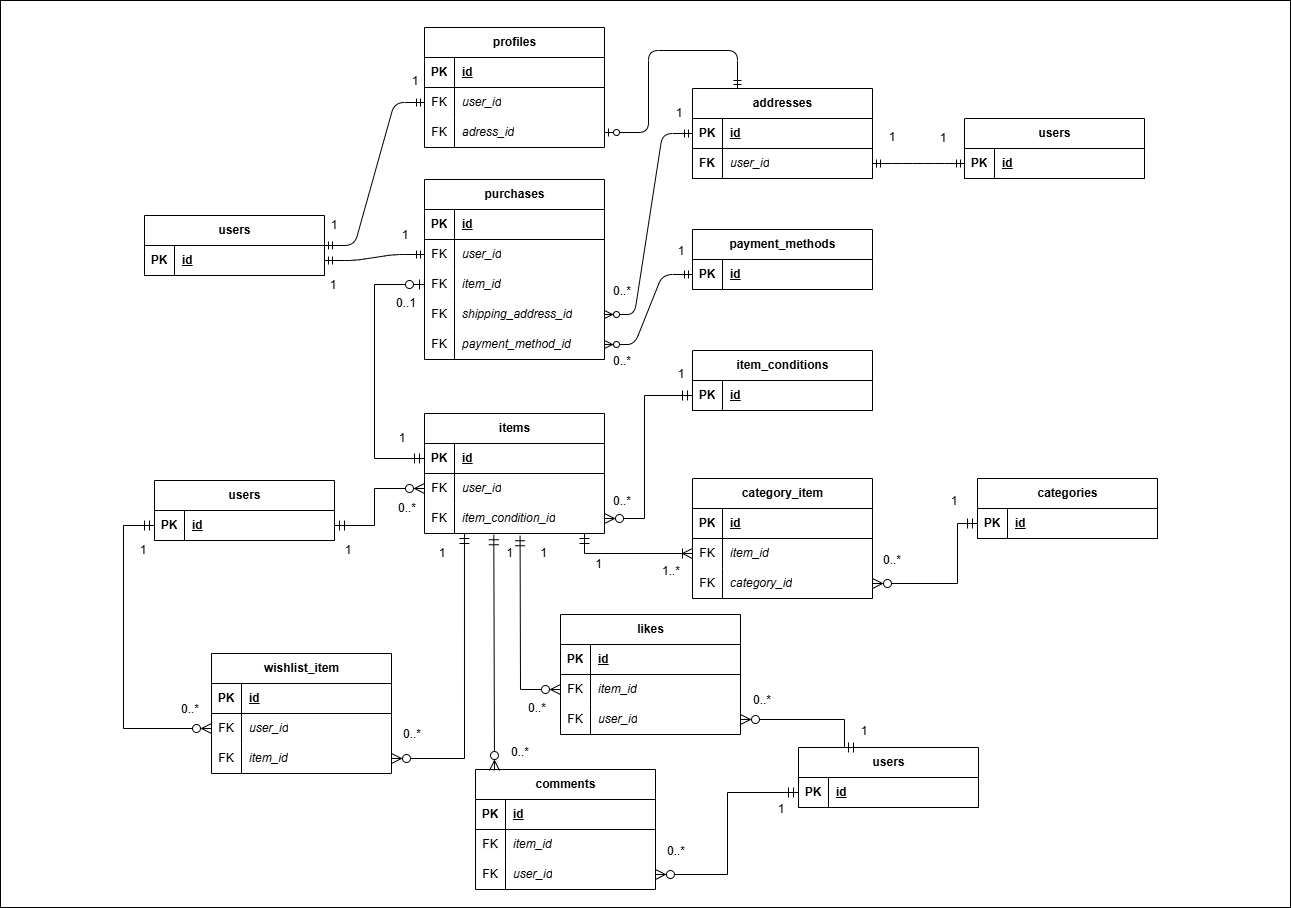 profiles
PK id
1
FK user_id
FK adress_id
addresses
1
PK id
FK user_id
1
1
users
PK id
purchases
PK id
users
PK id
1
1
1
FK user_id
FK item_id
0..1
FK shipping_address_id
0..*
FK payment_method_id
0..*
payment_methods
1
PK id
item_conditions
1
PK id
items
1
PK id
FK user_id
0..*
FK item_condition_id
0..*
users
PK id
1
1
1
1
1
1
category_item
PK id
FK item_id
1..*
FK category_id
0..*
categories
1
PK id
likes
PK id
FK item_id
0..*
FK user_id
0..*
wishlist_item
PK id
0..*
FK user_id
FK item_id
0..*
0..*
comments
PK id
FK item_id
FK user_id
0..*
1
users
PK id
1